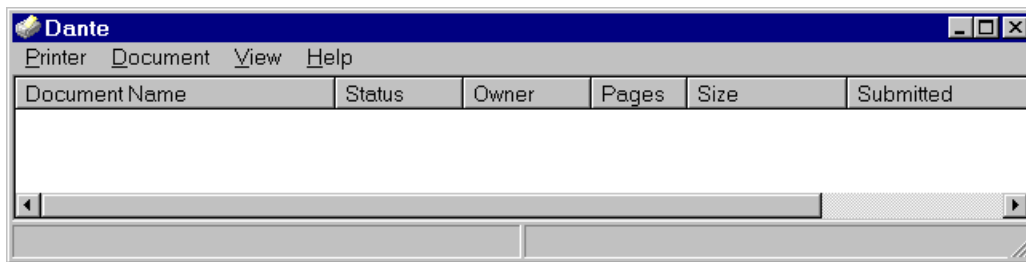 Dante
Printer Document View Help
Document Name Status Owner Pages Size Submitted